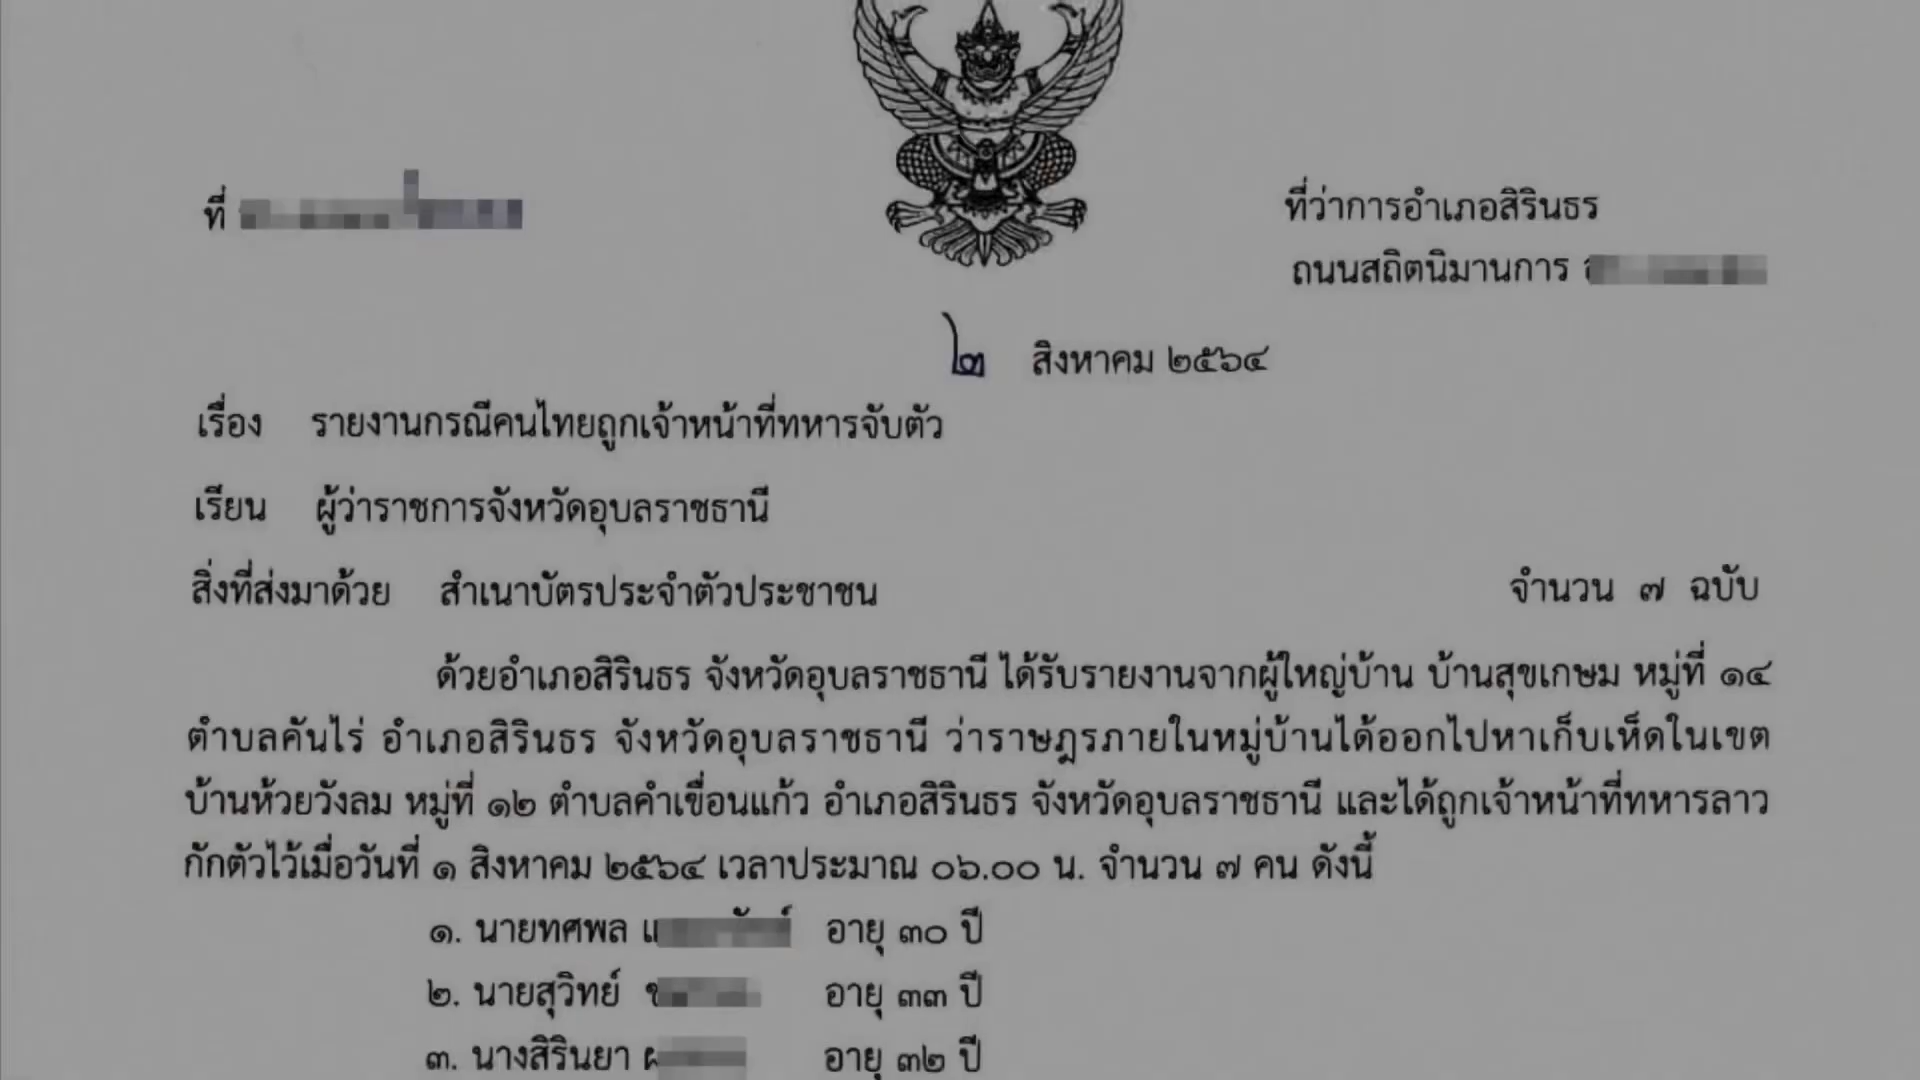 ที่
ที่ว่าการอำเภอสิรินธร
ถนนสถิตนิมานการ
๒ สิงหาคม ๒๕๖๔
เรื่อง รายงานกรณีคนไทยถูกเจ้าหน้าที่ทหารจับตัว
เรียน ผู้ว่าราชการจังหวัดอุบลราชธานี
สิ่งที่ส่งมาด้วย สำเนาบัตรประจำตัวประชาชน จำนวน ๗ ฉบับ
ด้วยอำเภอสิรินธร จังหวัดอุบลราชธานี ได้รับรายงานจากผู้ใหญ่บ้าน บ้านสุขเกษม หมู่ที่ ๑๔
ตำบลคันไร่ อำเภอสิรินธร จังหวัดอุบลราชธานี ว่าราษฎรภายในหมู่บ้านได้ออกไปหาเก็บเห็ดในเขต
บ้านห้วยวังลม หมู่ที่ ๑๒ ตำบลคำเขื่อนแก้ว อำเภอสิรินธร จังหวัดอุบลราชธานี และได้ถูกเจ้าหน้าที่ทหารลาว
กักตัวไว้เมื่อวันที่ ๑ สิงหาคม ๒๕๖๔ เวลาประมาณ ๐๖.๐๐ น. จำนวน ๗ คน ดังนี้
๑. นายทศพล อายุ ๓๐ ปี
๒. นายสุวิทย์ อายุ ๓๓ ปี
๓. นางสิรินยา อายุ ๓๒ ปี